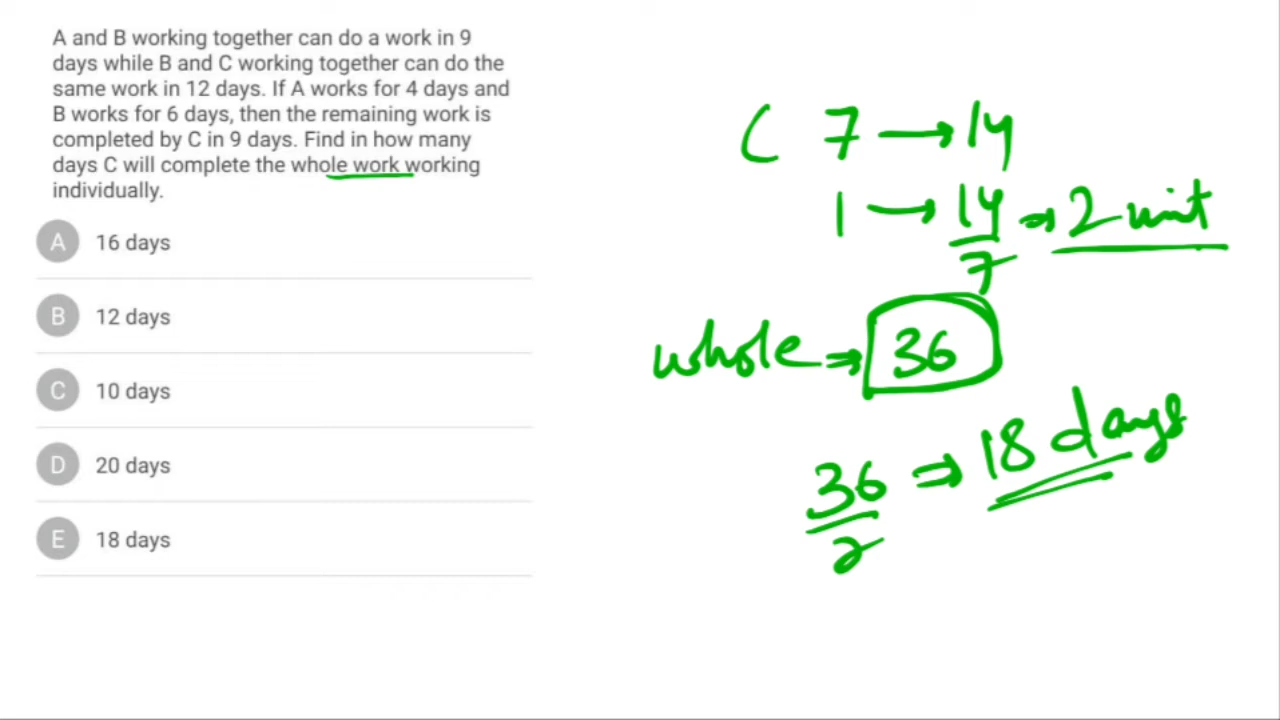 A and B working together can do a work in 9
days while B and C working together can do the
same work in 12 days. If A works for 4 days and
B works for 6 days, then the remaining work is
completed by C in 9 days. Find in how many
days C will complete the whole work working
individually.
A 16 days
B 12 days
C 10 days
D 20 days
E 18 days
C 7 → 14
1 → 14/7 ⇒ 2 unit
whole ⇒ 36
36/2 ⇒ 18 days